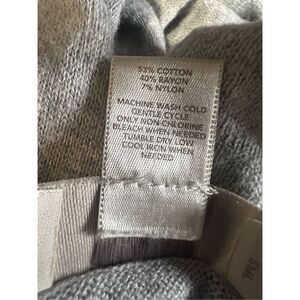 53% COTTON
40% RAYON
7% NYLON
MACHINE WASH COLD
GENTLE CYCLE
ONLY NON-CHLORINE
BLEACH WHEN NEEDED
TUMBLE DRY LOW
COOL IRON WHEN
NEEDED